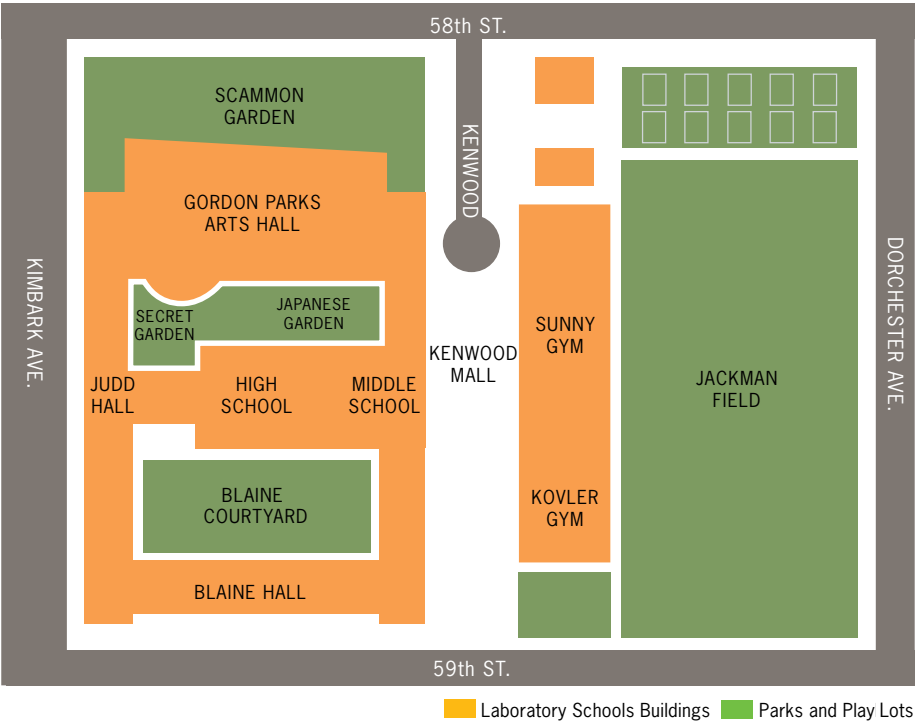 58th ST.
SCAMMON
GARDEN
KENWOOD
GORDON PARKS
ARTS HALL
KIMBARK AVE.
DORCHESTER AVE.
SECRET
GARDEN
JAPANESE
GARDEN
SUNNY
GYM
KENWOOD
MALL
JUDD
HALL
HIGH
SCHOOL
MIDDLE
SCHOOL
JACKMAN
FIELD
BLAINE
COURTYARD
KOVLER
GYM
BLAINE HALL
59th ST.
Laboratory Schools Buildings
Parks and Play Lots